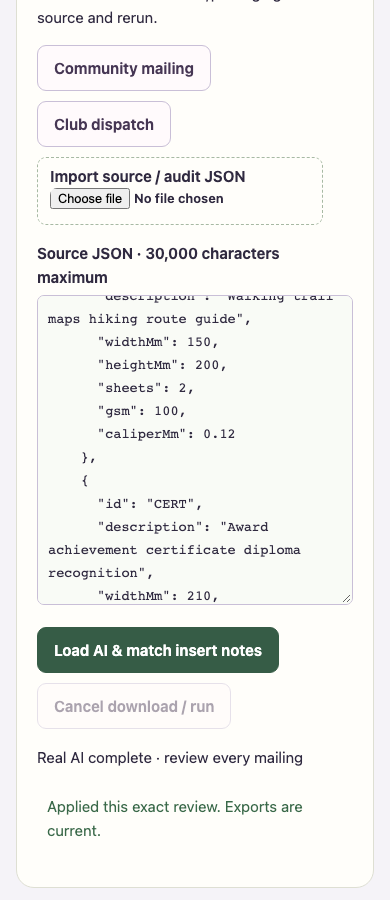 source and rerun.
Community mailing
Club dispatch
Import source / audit JSON
Choose file No file chosen
Source JSON · 30,000 characters
maximum
"description": "Walking trail
maps hiking route guide",
"widthMm": 150,
"heightMm": 200,
"sheets": 2,
"gsm": 100,
"caliperMm": 0.12
},
{
"id": "CERT",
"description": "Award
achievement certificate diploma
recognition",
"widthMm": 210,
Load AI & match insert notes
Cancel download / run
Real AI complete · review every mailing
Applied this exact review. Exports are
current.